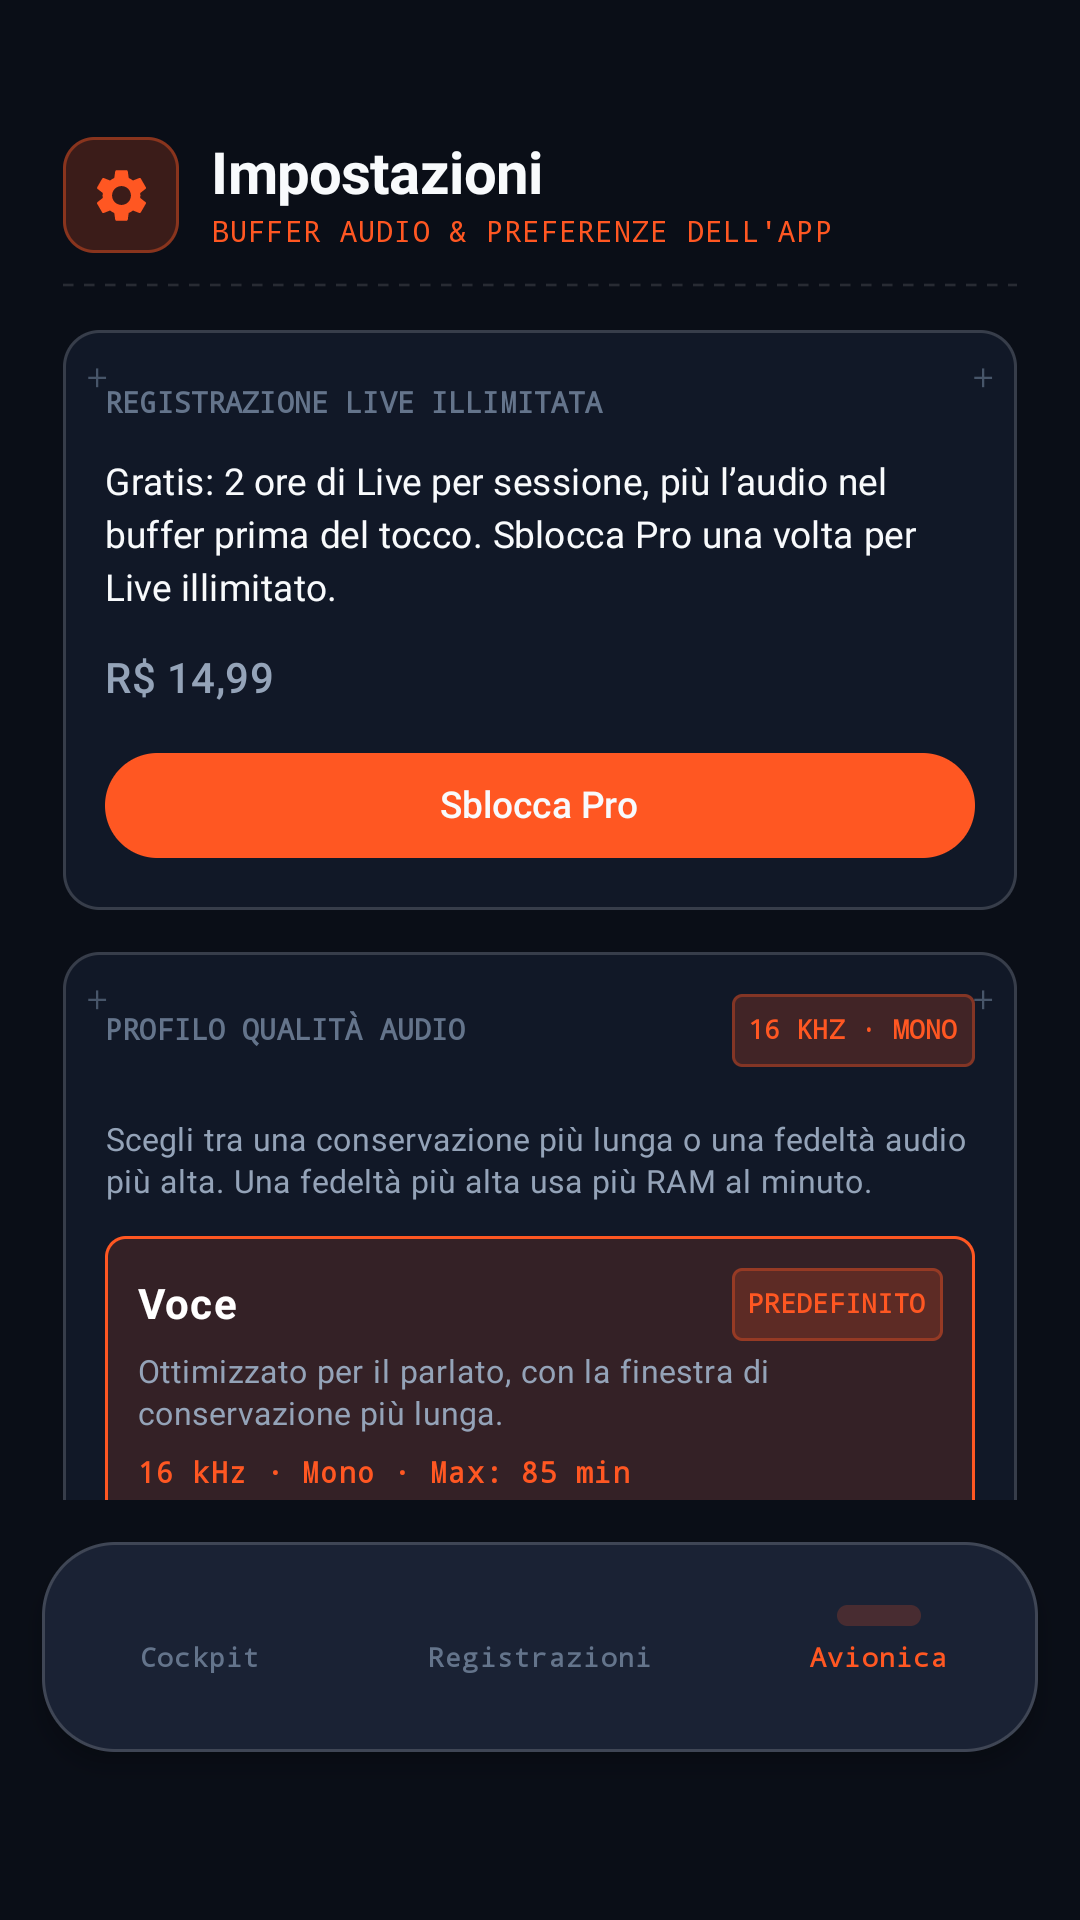 Impostazioni
BUFFER AUDIO & PREFERENZE DELL'APP
REGISTRAZIONE LIVE ILLIMITATA
Gratis: 2 ore di Live per sessione, più l’audio nel
buffer prima del tocco. Sblocca Pro una volta per
Live illimitato.
R$ 14,99
Sblocca Pro
PROFILO QUALITÀ AUDIO
16 KHZ · MONO
Scegli tra una conservazione più lunga o una fedeltà audio
più alta. Una fedeltà più alta usa più RAM al minuto.
Voce
PREDEFINITO
Ottimizzato per il parlato, con la finestra di
conservazione più lunga.
16 kHz · Mono · Max: 85 min
Cockpit
Registrazioni
Avionica